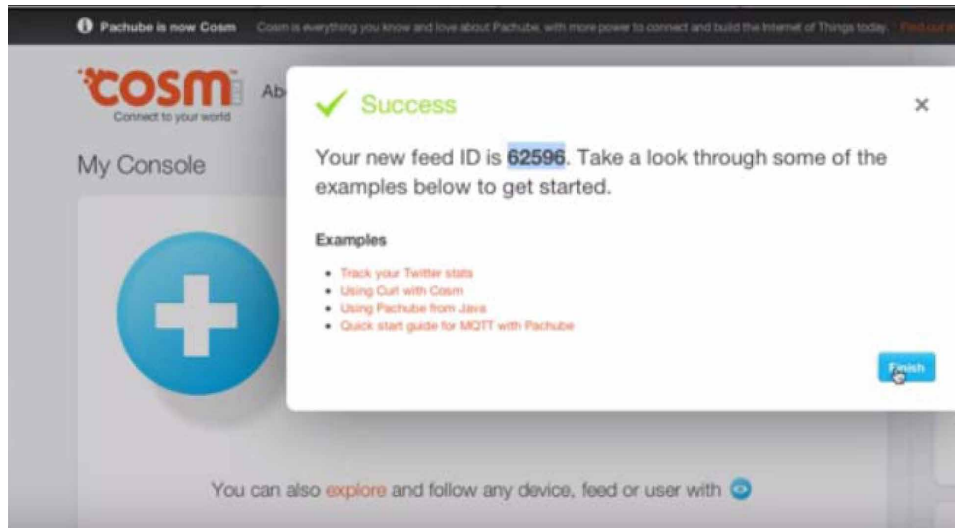 Pachube is now Cosm Cosm is everything you know and love about Pachube, with more power to connect and build the Internet of Things today. Find out
cosm
Connect to your world
Ab
Success
My Console
Your new feed ID is 62596. Take a look through some of the
examples below to get started.
Examples
Track your Twitter stats
Using Curl with Cosm
Using Pachube from Java
Quick start guide for MQTT with Pachube
Finish
You can also explore and follow any device, feed or user with